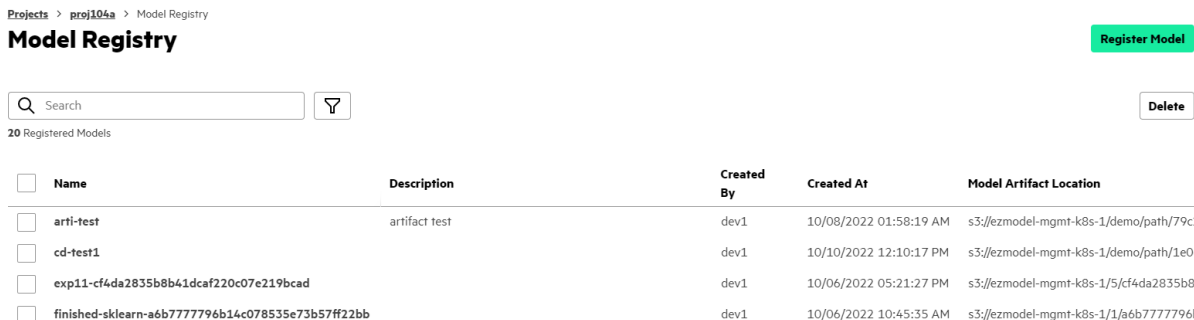 Projects > proj104a > Model Registry
Model Registry
Register Model
Search
Delete
20 Registered Models
Name Description Created By Created At Model Artifact Location
arti-test artifact test dev1 10/08/2022 01:58:19 AM s3://ezmodel-mgmt-k8s-1/demo/path/79c
cd-test1 dev1 10/10/2022 12:10:17 PM s3://ezmodel-mgmt-k8s-1/demo/path/1e0
exp11-cf4da2835b8b41dcaf220c07e219bcad dev1 10/06/2022 05:21:27 PM s3://ezmodel-mgmt-k8s-1/5/cf4da2835b8
finished-sklearn-a6b7777796b14c078535e73b57ff22bb dev1 10/06/2022 10:45:35 AM s3://ezmodel-mgmt-k8s-1/1/a6b7777796b